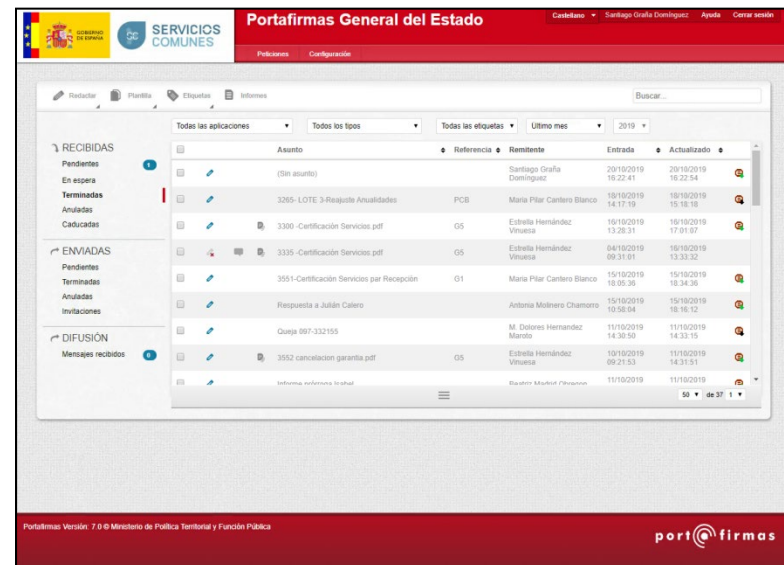 GOBIERNO
DE ESPAÑA
SERVICIOS
COMUNES
Portafirmas General del Estado
Castellano Santiago Graña Domínguez Ayuda Cerrar sesión
Peticiones Configuración
Redactar Plantilla Etiquetas Informes Buscar...
Todas las aplicaciones Todos los tipos Todas las etiquetas Último mes 2019
RECIBIDAS
Pendientes 1
En espera
Terminadas
Anuladas
Caducadas
ENVIADAS
Pendientes
Terminadas
Anuladas
Invitaciones
DIFUSIÓN
Mensajes recibidos 0
Asunto Referencia Remitente Entrada Actualizado
(Sin asunto) Santiago Graña Domínguez 20/10/2019 16:22:41 20/10/2019 16:22:54
3265- LOTE 3-Reajuste Anualidades PCB Maria Pilar Cantero Blanco 18/10/2019 14:17:19 18/10/2019 15:18:18
3300 -Certificación Servicios.pdf G5 Estrella Hernández Vinuesa 16/10/2019 13:28:31 16/10/2019 17:01:07
3335 -Certificación Servicios.pdf G5 Estrella Hernández Vinuesa 04/10/2019 09:31:01 16/10/2019 13:33:32
3551-Certificación Servicios par Recepción G1 Maria Pilar Cantero Blanco 15/10/2019 18:05:36 15/10/2019 18:34:36
Respuesta a Julián Calero Antonia Molinero Chamorro 15/10/2019 10:58:04 15/10/2019 18:16:12
Queja 097-332155 M. Dolores Hernandez Maroto 11/10/2019 14:30:50 11/10/2019 14:33:15
3552 cancelacion garantia.pdf G5 Estrella Hernández Vinuesa 10/10/2019 09:21:53 11/10/2019 14:31:51
Informe prórroga Isabel Beatriz Madrid Obregon 11/10/2019 11/10/2019
50 de 37 1
Portafirmas Versión: 7.0 © Ministerio de Política Territorial y Función Pública
port@firmas